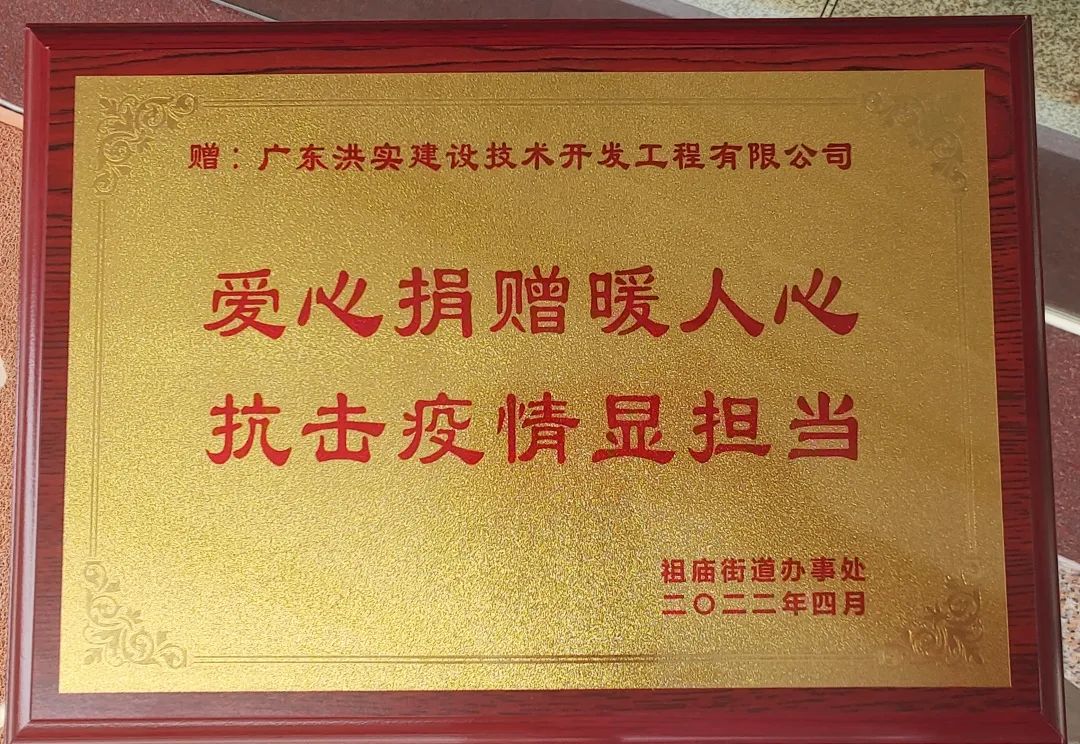 赠：广东洪实建设技术开发工程有限公司
爱心捐赠暖人心
抗击疫情显担当
祖庙街道办事处
二〇二二年四月